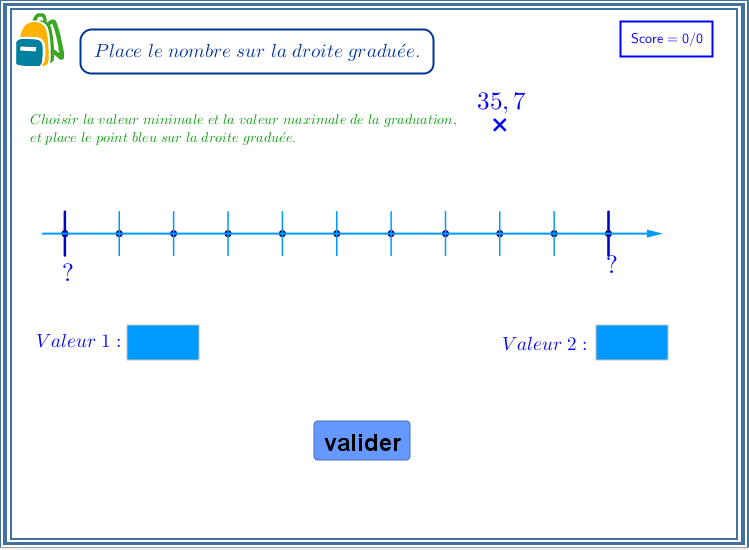 Place le nombre sur la droite graduée.
Score = 0/0
35, 7
Choisir la valeur minimale et la valeur maximale de la graduation,
et place le point bleu sur la droite graduée.
? ?
Valeur 1 : Valeur 2 :
valider